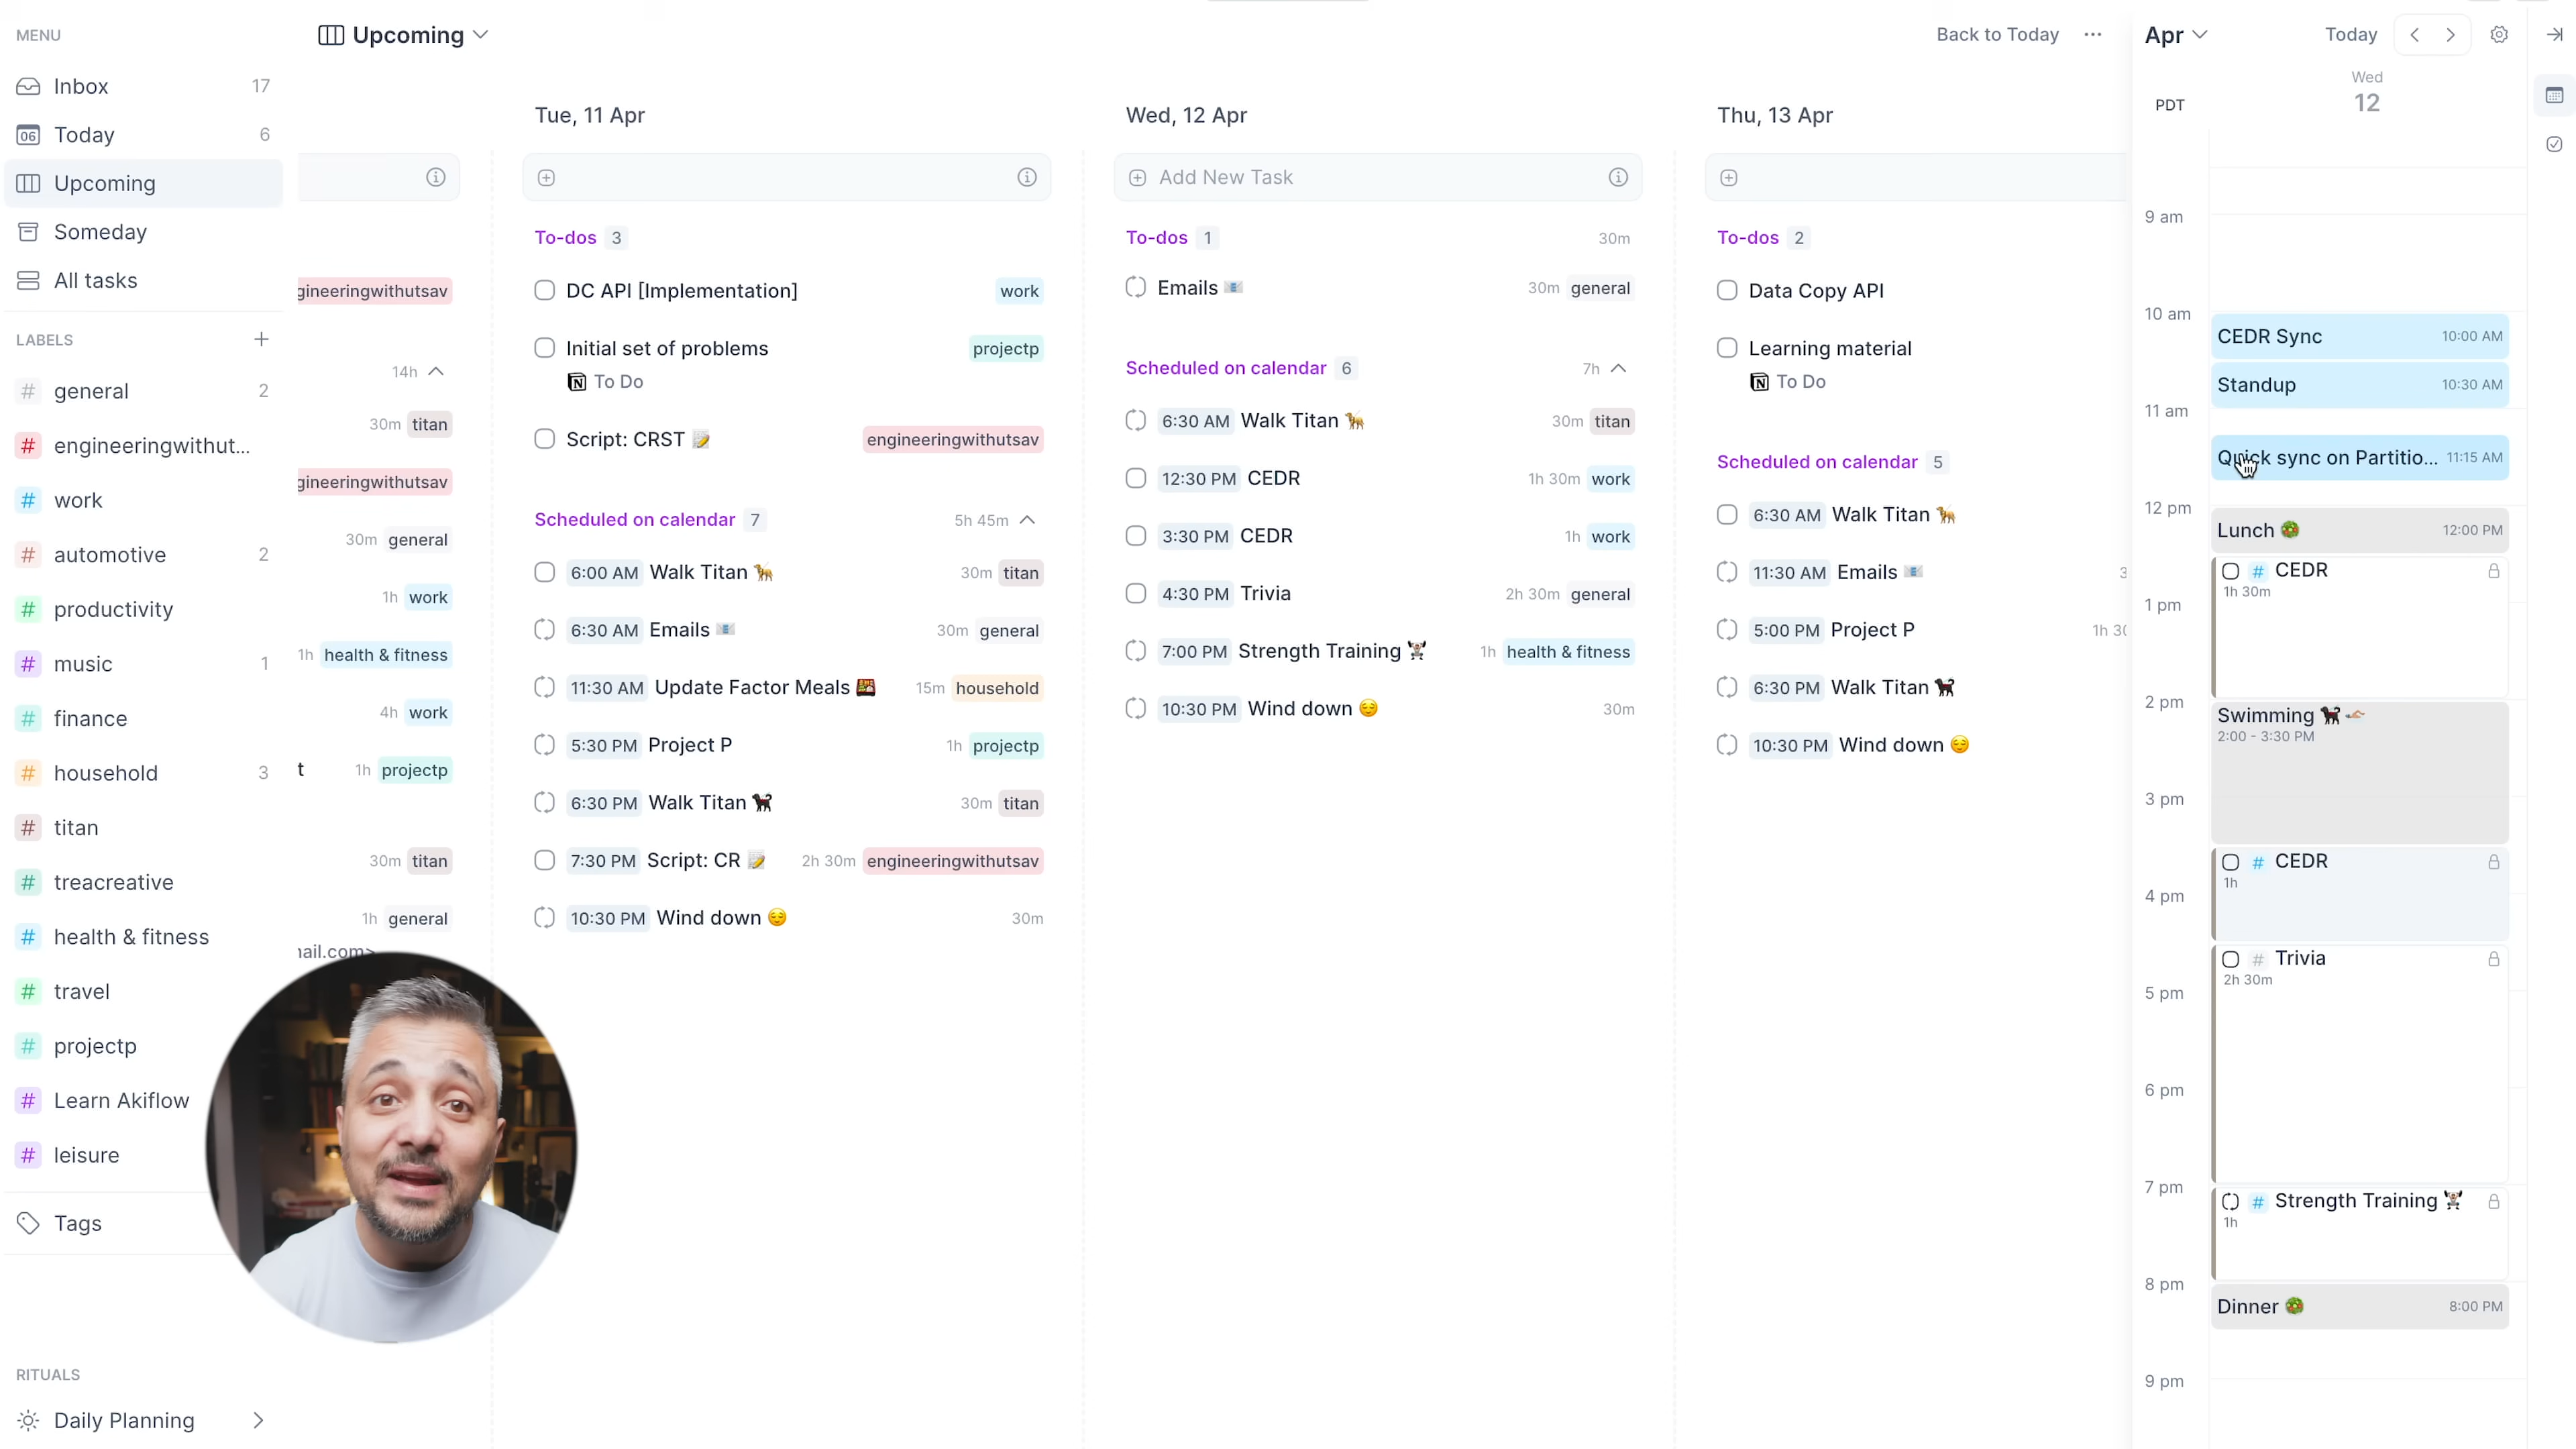 MENU
Inbox 17
06 Today 6
Upcoming
Someday
All tasks
LABELS
# general 2
# engineeringwithut...
# work
# automotive 2
# productivity
# music 1
# finance
# household 3
# titan
# treacreative
# health & fitness
# travel
# projectp
# Learn Akiflow
# leisure
Tags
RITUALS
Daily Planning
Upcoming
Back to Today ...
gineeringwithutsav
14h
30m titan
gineeringwithutsav
30m general
1h work
1h health & fitness
4h work
t 1h projectp
30m titan
1h general
ail.com>
Tue, 11 Apr
To-dos 3
DC API [Implementation] work
Initial set of problems projectp
To Do
Script: CRST 📝 engineeringwithutsav
Scheduled on calendar 7 5h 45m
6:00 AM Walk Titan 🐕 30m titan
6:30 AM Emails 📧 30m general
11:30 AM Update Factor Meals 🍱 15m household
5:30 PM Project P 1h projectp
6:30 PM Walk Titan 🐈‍⬛ 30m titan
7:30 PM Script: CR 📝 2h 30m engineeringwithutsav
10:30 PM Wind down 😌 30m
Wed, 12 Apr
Add New Task
To-dos 1 30m
Emails 📧 30m general
Scheduled on calendar 6 7h
6:30 AM Walk Titan 🐕 30m titan
12:30 PM CEDR 1h 30m work
3:30 PM CEDR 1h work
4:30 PM Trivia 2h 30m general
7:00 PM Strength Training 🏋 1h health & fitness
10:30 PM Wind down 😌 30m
Thu, 13 Apr
To-dos 2
Data Copy API
Learning material
To Do
Scheduled on calendar 5
6:30 AM Walk Titan 🐕
11:30 AM Emails 📧 3
5:00 PM Project P 1h 30
6:30 PM Walk Titan 🐈‍⬛
10:30 PM Wind down 😌
Apr Today
Wed
PDT 12
9 am
10 am
CEDR Sync 10:00 AM
Standup 10:30 AM
11 am
Quick sync on Partitio... 11:15 AM
12 pm
Lunch 🥗 12:00 PM
# CEDR
1h 30m
1 pm
2 pm
Swimming 🐈‍⬛
2:00 - 3:30 PM
3 pm
# CEDR
1h
4 pm
# Trivia
2h 30m
5 pm
6 pm
7 pm
# Strength Training 🏋
1h
8 pm
Dinner 🥗 8:00 PM
9 pm